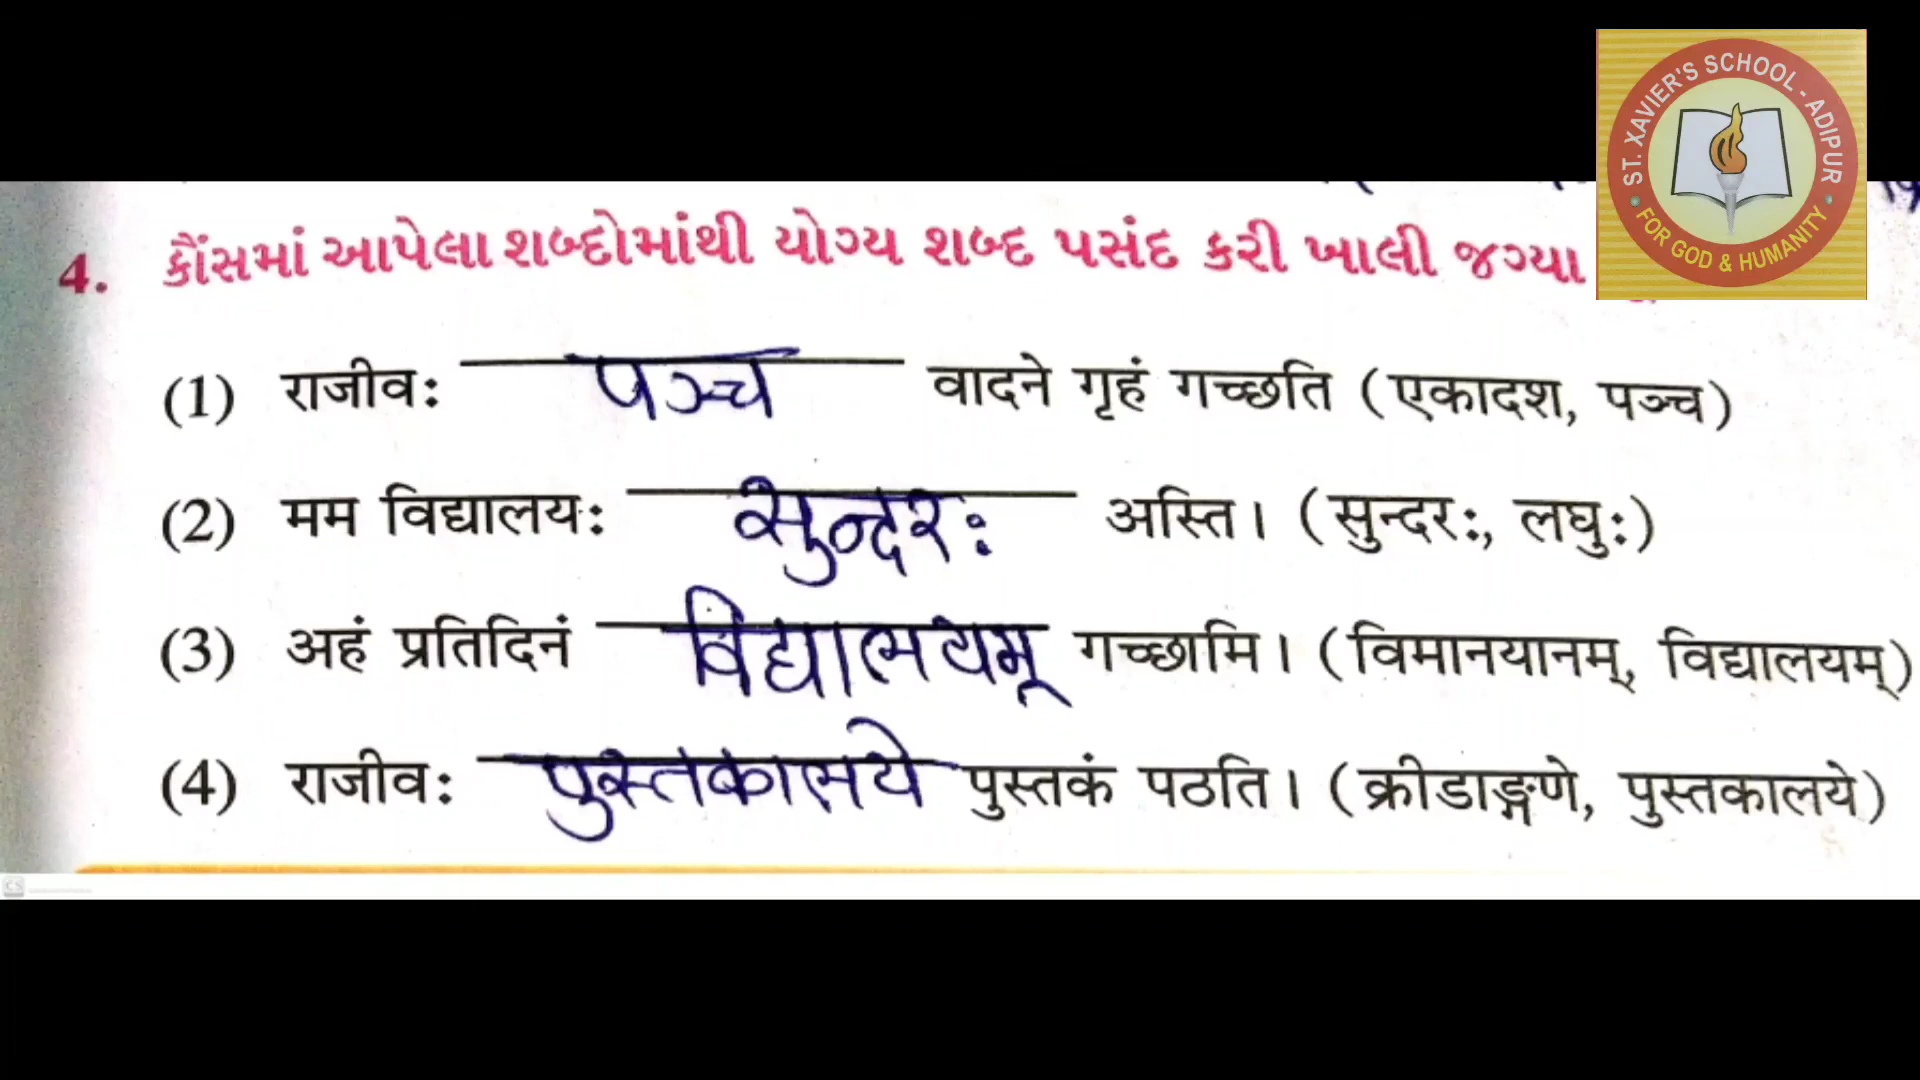 ST. XAVIER'S SCHOOL - ADIPUR
FOR GOD & HUMANITY
4. કૌંસમાં આપેલા શબ્દોમાંથી યોગ્ય શબ્દ પસંદ કરી ખાલી જગ્યા
(1) राजीवः पञ्च वादने गृहं गच्छति (एकादश, पञ्च)
(2) मम विद्यालयः सुन्दरः अस्ति। (सुन्दरः, लघुः)
(3) अहं प्रतिदिनं विद्यालयम् गच्छामि। (विमानयानम्, विद्यालयम्)
(4) राजीवः पुस्तकालये पुस्तकं पठति। (क्रीडाङ्गणे, पुस्तकालये)
CS